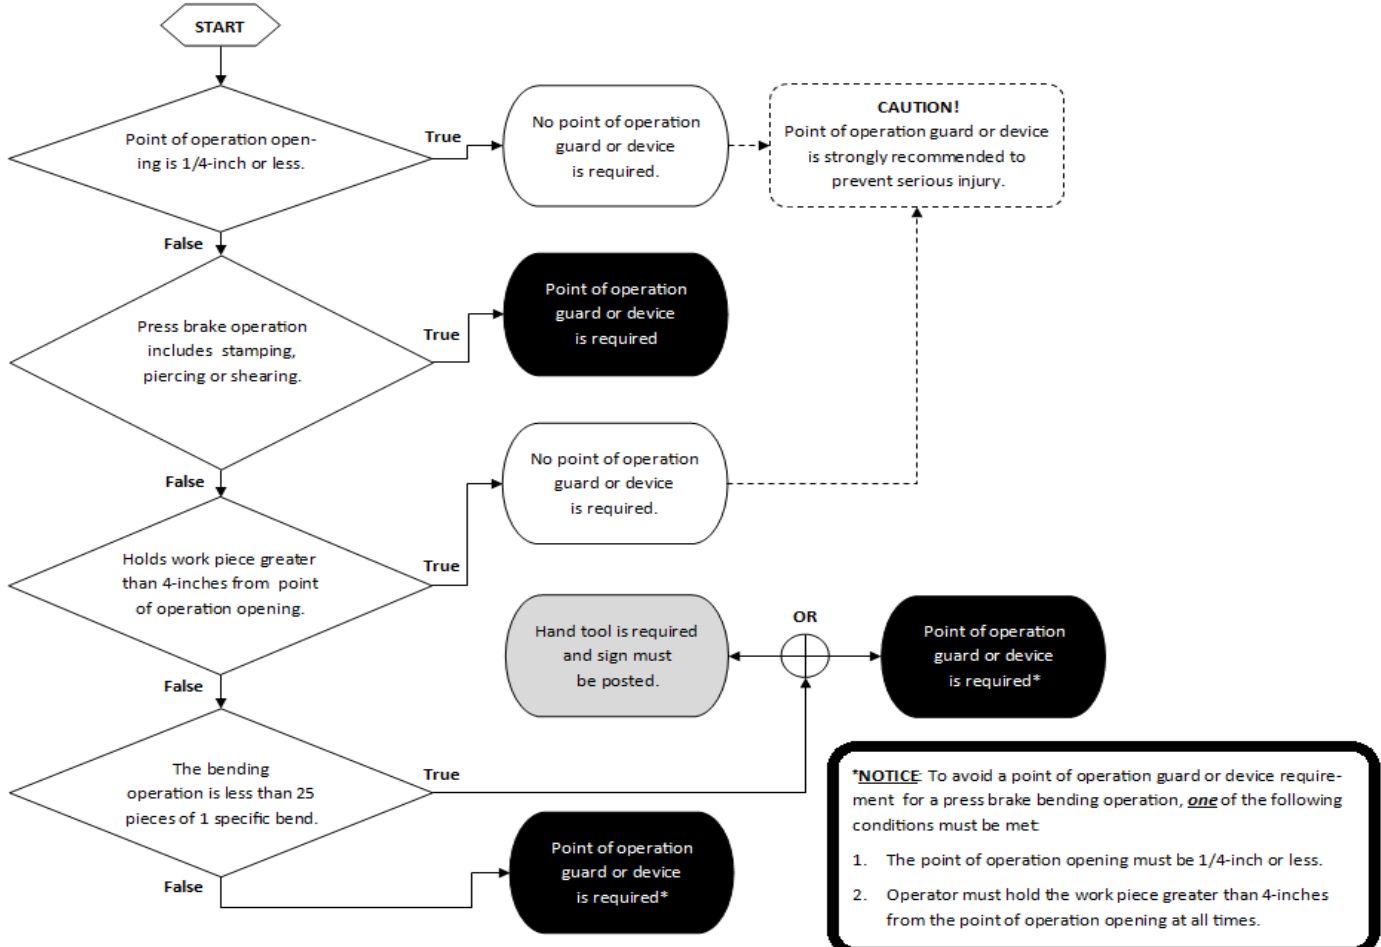 START
Point of operation open-
ing is 1/4-inch or less.
True
No point of operation
guard or device
is required.
CAUTION!
Point of operation guard or device
is strongly recommended to
prevent serious injury.
False
Press brake operation
includes stamping,
piercing or shearing.
True
Point of operation
guard or device
is required
False
Holds work piece greater
than 4-inches from point
of operation opening.
True
No point of operation
guard or device
is required.
False
The bending
operation is less than 25
pieces of 1 specific bend.
True
OR
Hand tool is required
and sign must
be posted.
Point of operation
guard or device
is required*
False
Point of operation
guard or device
is required*
*NOTICE: To avoid a point of operation guard or device require-
ment for a press brake bending operation, one of the following
conditions must be met:
1. The point of operation opening must be 1/4-inch or less.
2. Operator must hold the work piece greater than 4-inches
from the point of operation opening at all times.